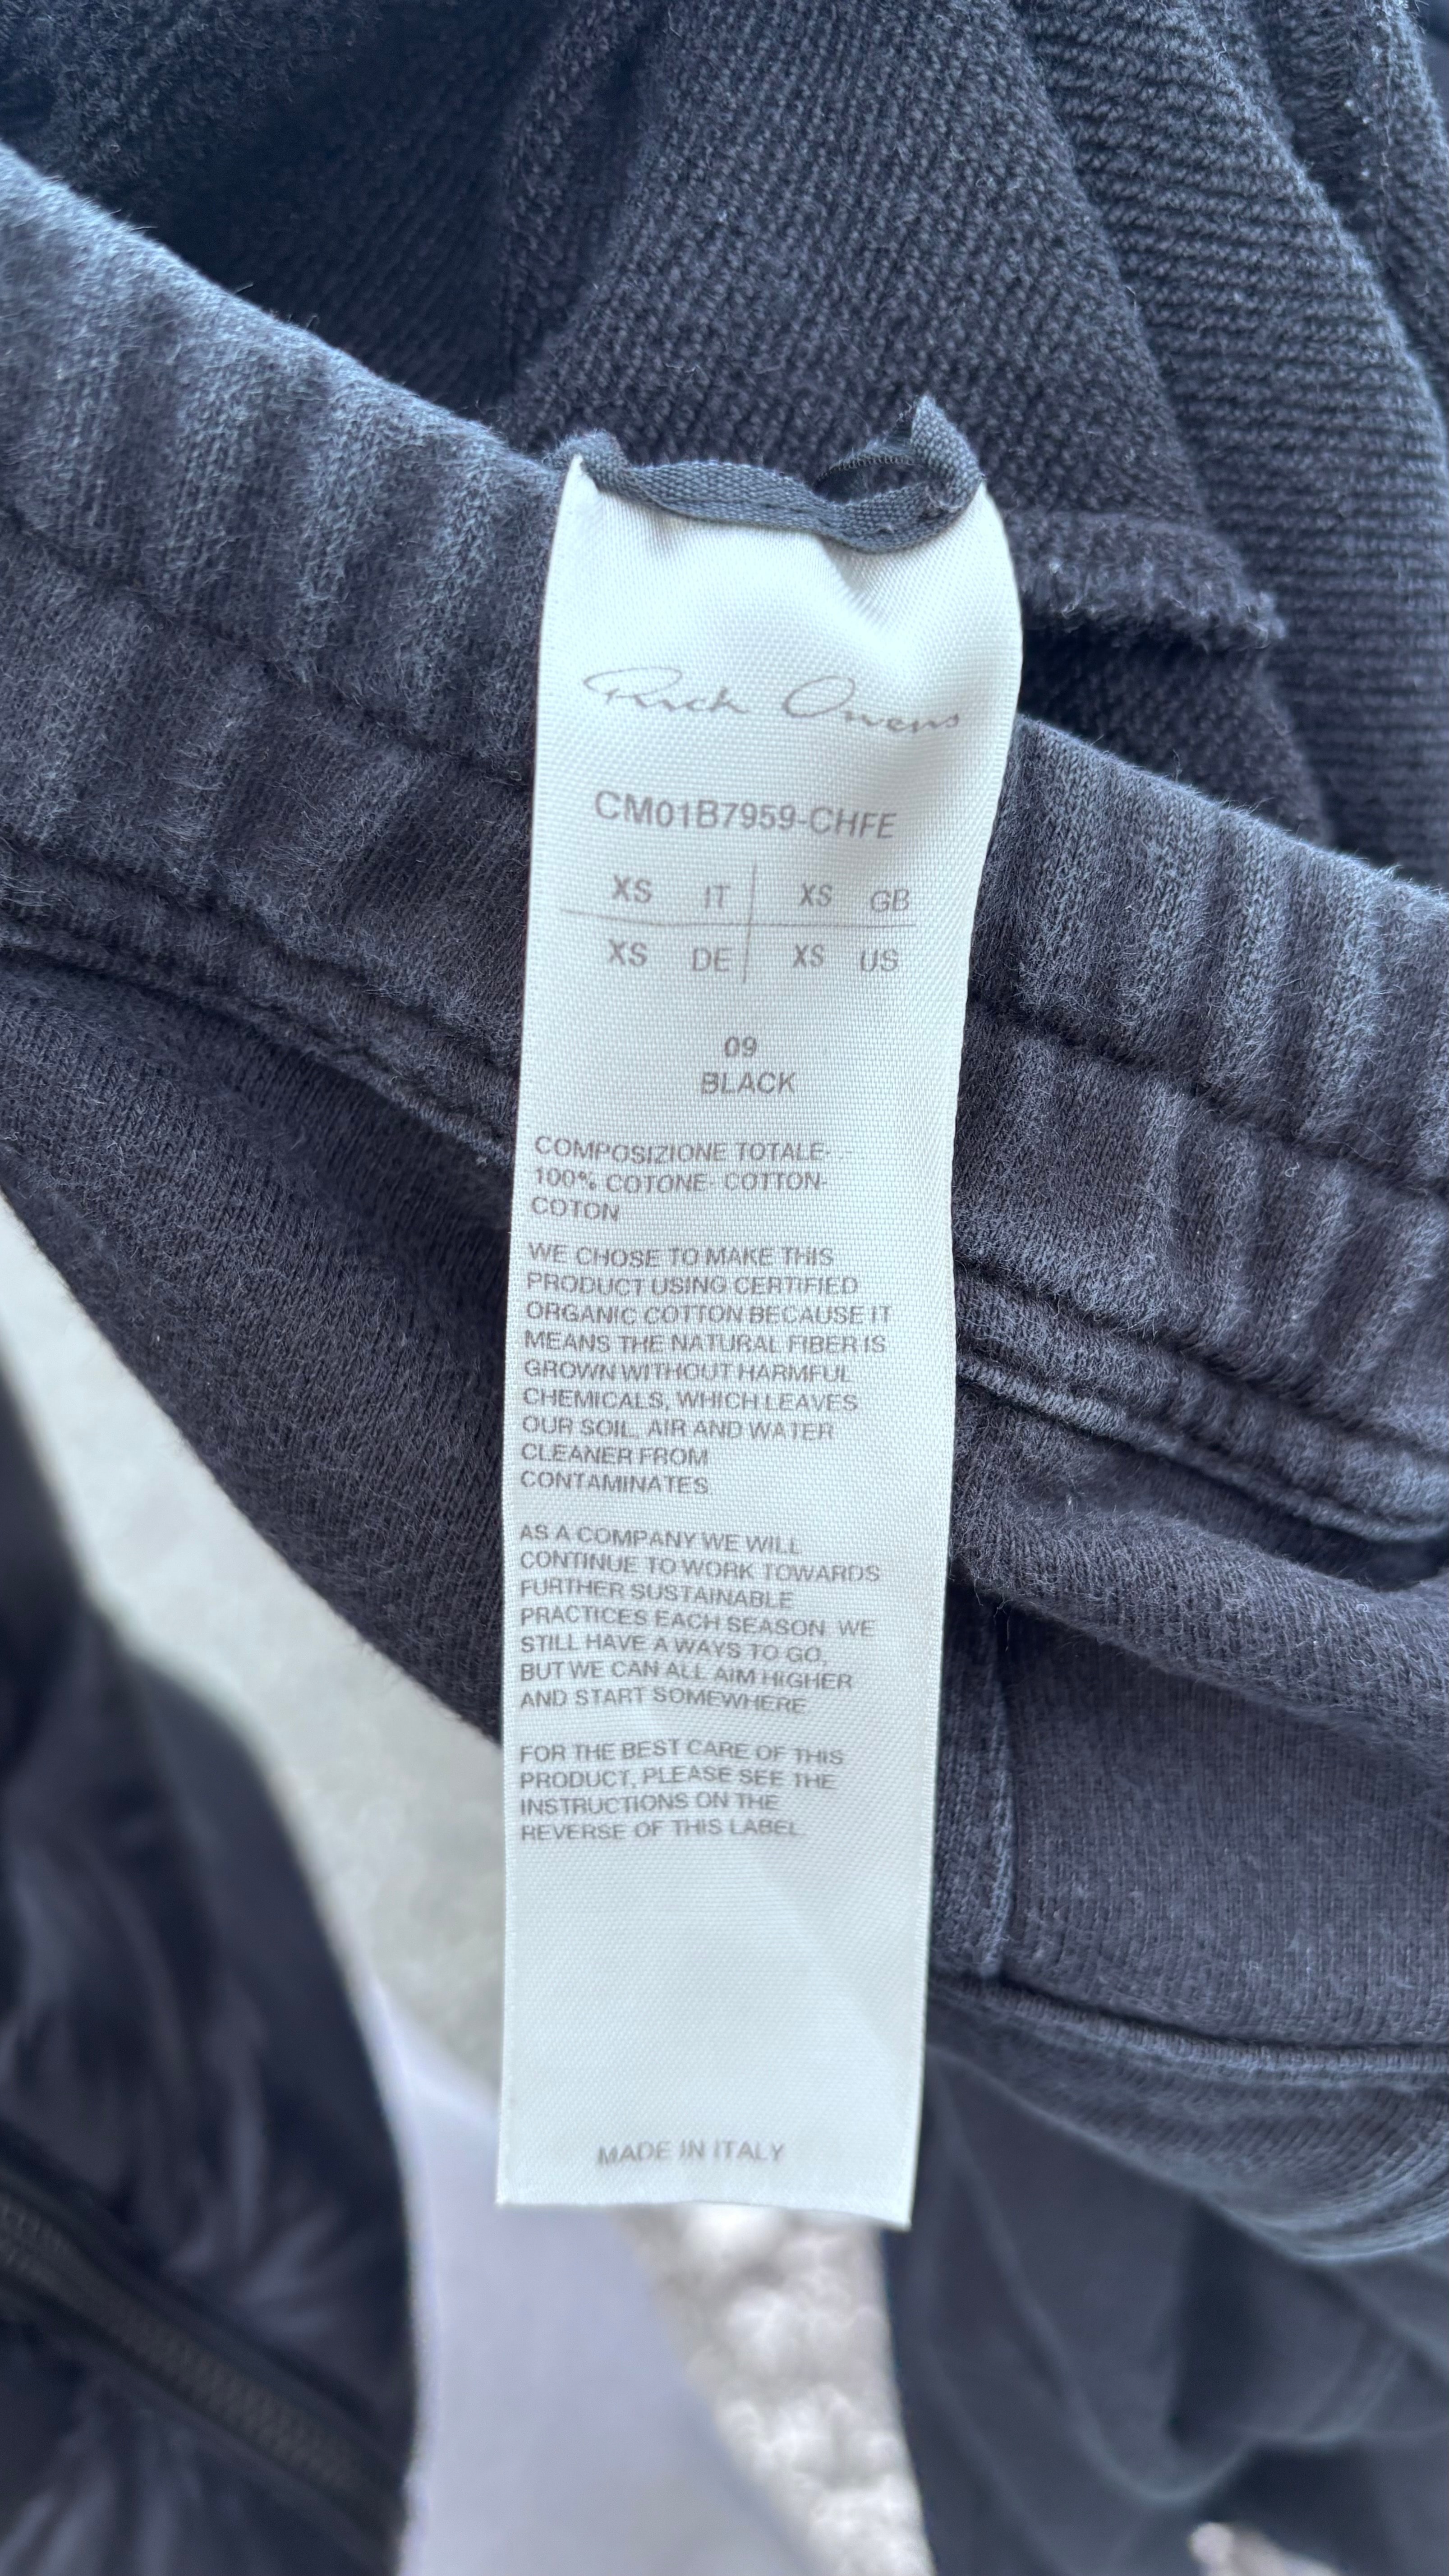 Rick Owens
CM01B7959-CHFE
XS IT XS GB
XS DE XS US
09
BLACK
COMPOSIZIONE TOTALE-
100% COTONE- COTTON-
COTON
WE CHOSE TO MAKE THIS
PRODUCT USING CERTIFIED
ORGANIC COTTON BECAUSE IT
MEANS THE NATURAL FIBER IS
GROWN WITHOUT HARMFUL
CHEMICALS, WHICH LEAVES
OUR SOIL, AIR AND WATER
CLEANER FROM
CONTAMINATES
AS A COMPANY WE WILL
CONTINUE TO WORK TOWARDS
FURTHER SUSTAINABLE
PRACTICES EACH SEASON. WE
STILL HAVE A WAYS TO GO,
BUT WE CAN ALL AIM HIGHER
AND START SOMEWHERE
FOR THE BEST CARE OF THIS
PRODUCT, PLEASE SEE THE
INSTRUCTIONS ON THE
REVERSE OF THIS LABEL.
MADE IN ITALY